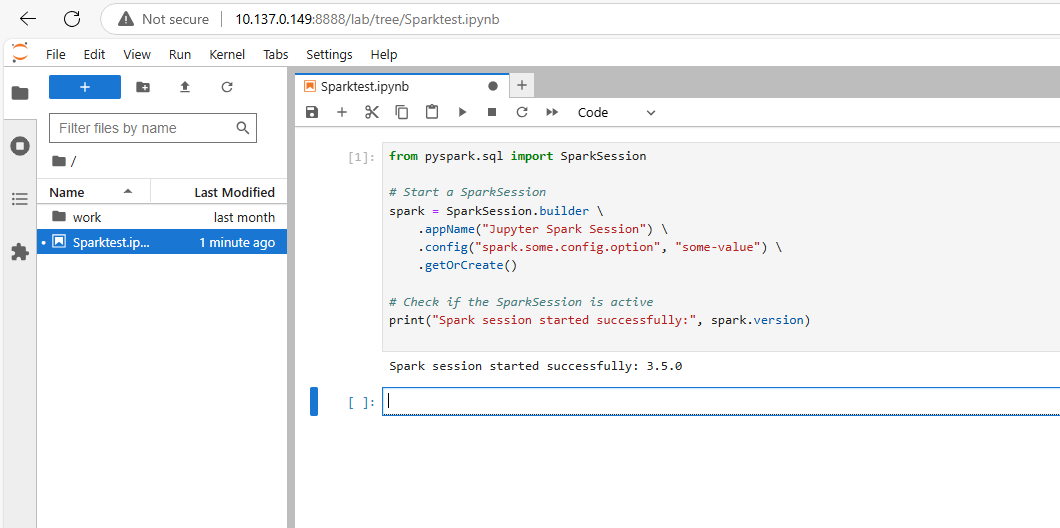 Not secure 10.137.0.149:8888/lab/tree/Sparktest.ipynb
File Edit View Run Kernel Tabs Settings Help
Sparktest.ipynb
Filter files by name
Code
/
Name Last Modified
work last month
Sparktest.ip... 1 minute ago
[1]:
from pyspark.sql import SparkSession
# Start a SparkSession
spark = SparkSession.builder \
    .appName("Jupyter Spark Session") \
    .config("spark.some.config.option", "some-value") \
    .getOrCreate()
# Check if the SparkSession is active
print("Spark session started successfully:", spark.version)
Spark session started successfully: 3.5.0
[ ]: